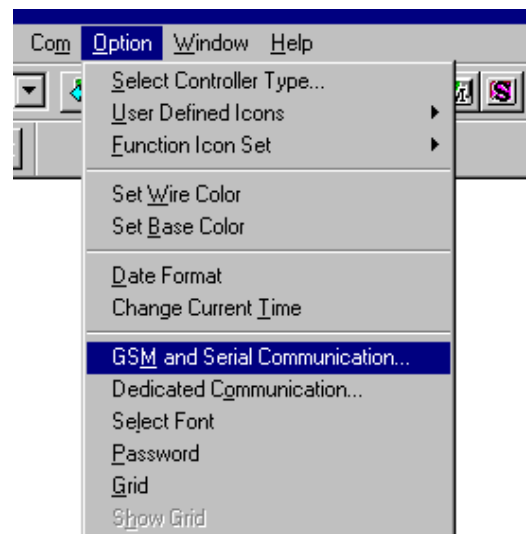 Com Option Window Help
Select Controller Type...
User Defined Icons
Function Icon Set
Set Wire Color
Set Base Color
Date Format
Change Current Time
GSM and Serial Communication...
Dedicated Communication...
Select Font
Password
Grid
Show Grid